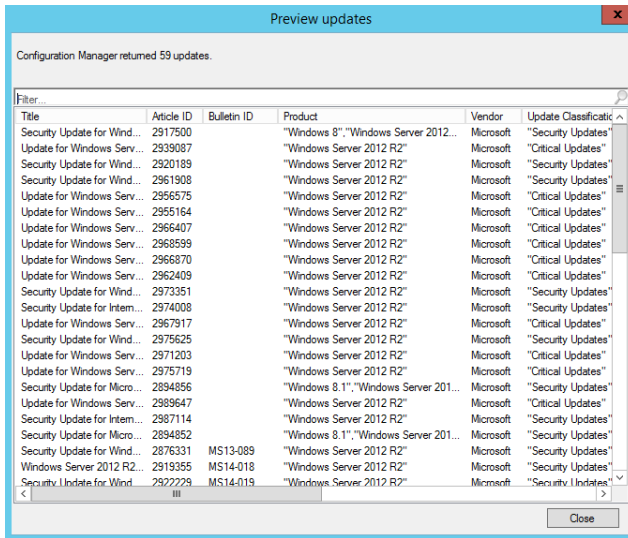 Preview updates
x
Configuration Manager returned 59 updates.
Filter...
Title Article ID Bulletin ID Product Vendor Update Classificatic
Security Update for Wind... 2917500 "Windows 8","Windows Server 2012... Microsoft "Security Updates"
Update for Windows Serv... 2939087 "Windows Server 2012 R2" Microsoft "Critical Updates"
Security Update for Wind... 2920189 "Windows Server 2012 R2" Microsoft "Security Updates"
Security Update for Wind... 2961908 "Windows Server 2012 R2" Microsoft "Security Updates"
Update for Windows Serv... 2956575 "Windows Server 2012 R2" Microsoft "Critical Updates"
Update for Windows Serv... 2955164 "Windows Server 2012 R2" Microsoft "Critical Updates"
Update for Windows Serv... 2966407 "Windows Server 2012 R2" Microsoft "Critical Updates"
Update for Windows Serv... 2968599 "Windows Server 2012 R2" Microsoft "Critical Updates"
Update for Windows Serv... 2966870 "Windows Server 2012 R2" Microsoft "Critical Updates"
Update for Windows Serv... 2962409 "Windows Server 2012 R2" Microsoft "Critical Updates"
Security Update for Wind... 2973351 "Windows Server 2012 R2" Microsoft "Security Updates"
Security Update for Intern... 2974008 "Windows Server 2012 R2" Microsoft "Security Updates"
Update for Windows Serv... 2967917 "Windows Server 2012 R2" Microsoft "Critical Updates"
Security Update for Wind... 2975625 "Windows Server 2012 R2" Microsoft "Security Updates"
Update for Windows Serv... 2971203 "Windows Server 2012 R2" Microsoft "Critical Updates"
Update for Windows Serv... 2975719 "Windows Server 2012 R2" Microsoft "Critical Updates"
Security Update for Micro... 2894856 "Windows 8.1","Windows Server 201... Microsoft "Security Updates"
Update for Windows Serv... 2989647 "Windows Server 2012 R2" Microsoft "Critical Updates"
Security Update for Intern... 2987114 "Windows Server 2012 R2" Microsoft "Security Updates"
Security Update for Micro... 2894852 "Windows 8.1","Windows Server 201... Microsoft "Security Updates"
Security Update for Wind... 2876331 MS13-089 "Windows Server 2012 R2" Microsoft "Security Updates"
Windows Server 2012 R2... 2919355 MS14-018 "Windows Server 2012 R2" Microsoft "Security Updates"
Security Update for Wind... 2922229 MS14-019 "Windows Server 2012 R2" Microsoft "Security Updates"
Close